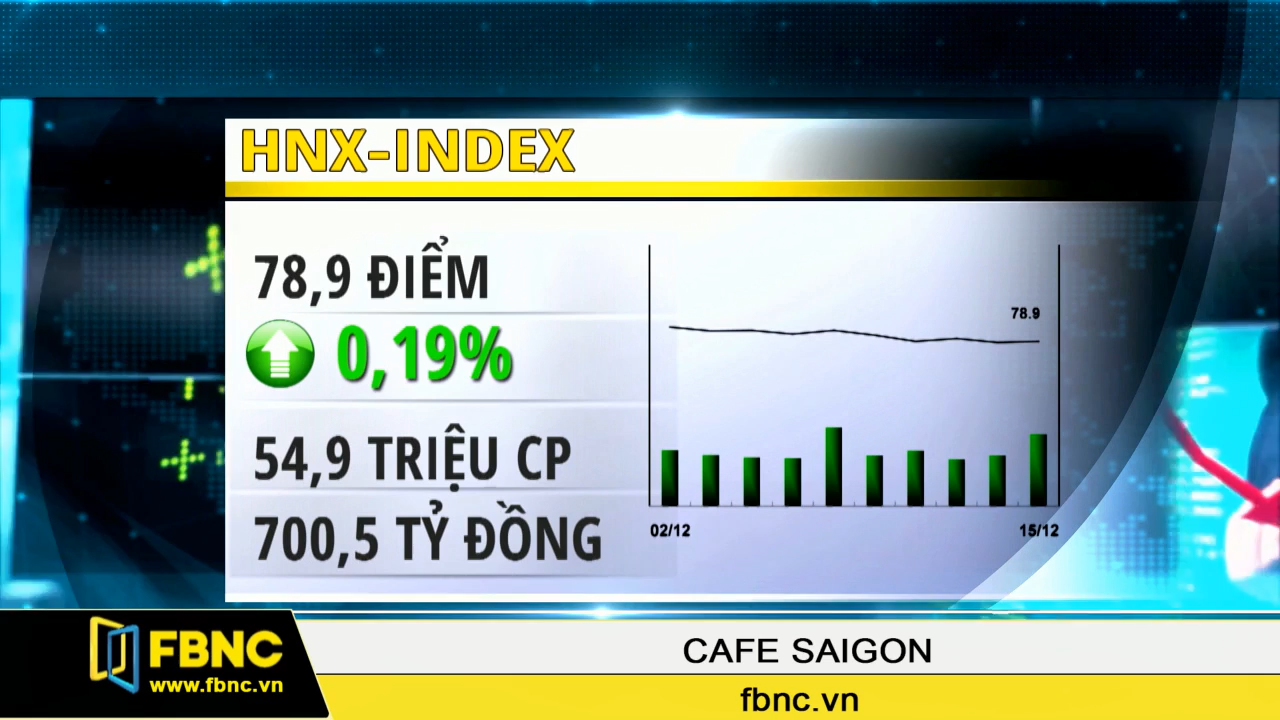 HNX-INDEX
78,9 ĐIỂM
0,19%
54,9 TRIỆU CP
700,5 TỶ ĐỒNG
78.9
02/12
15/12
FBNC
www.fbnc.vn
CAFE SAIGON
fbnc.vn